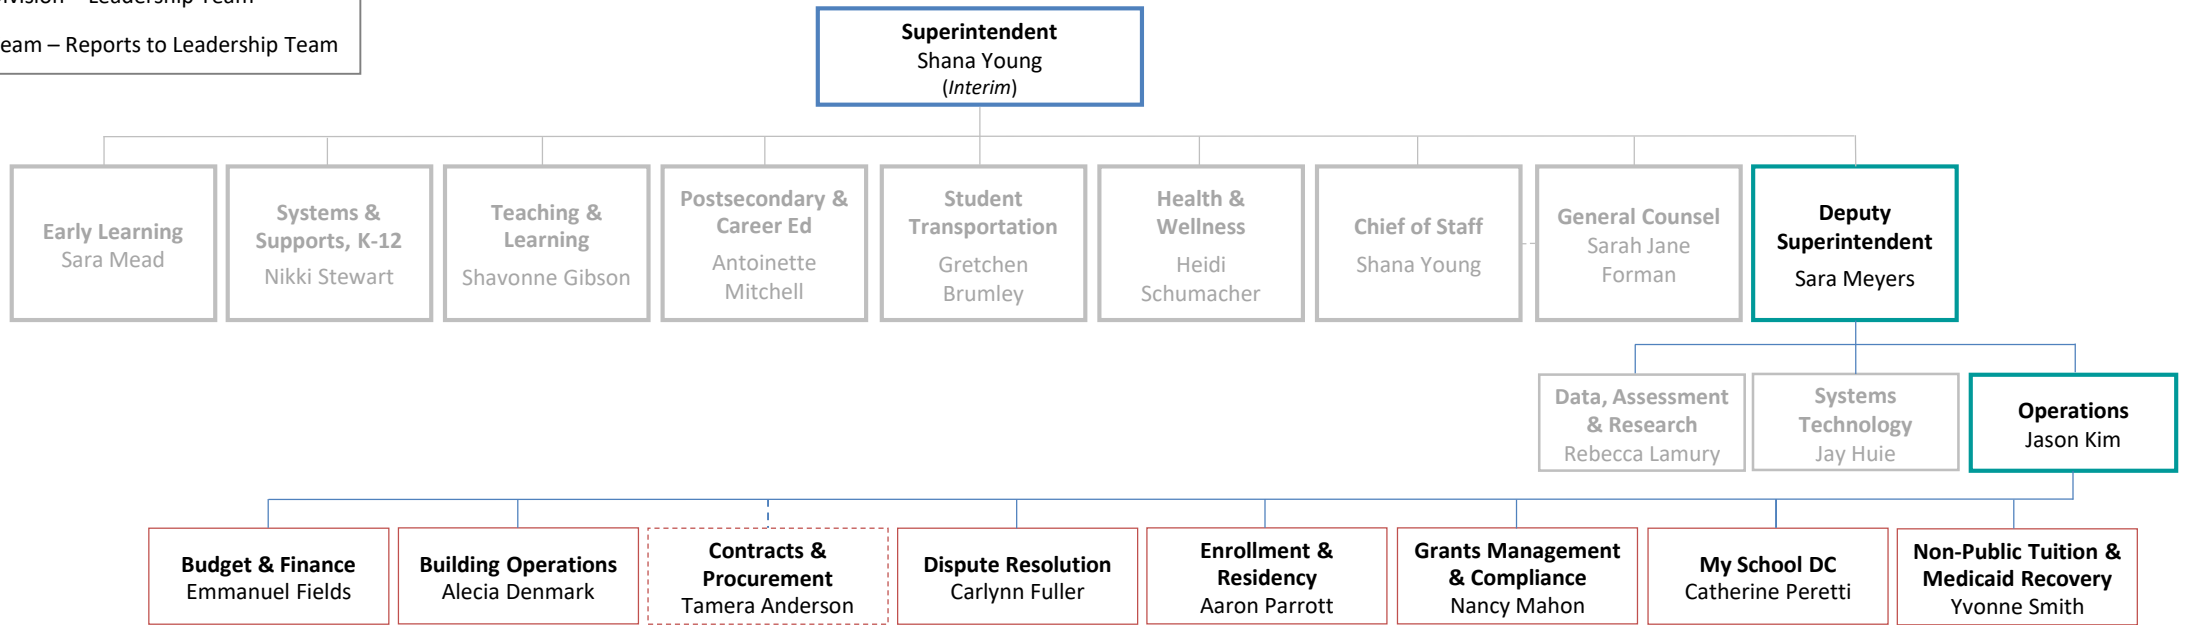 Leadership Team
Reports to Leadership Team
Superintendent
Shana Young
(Interim)
Early Learning
Sara Mead
Systems &
Supports, K-12
Nikki Stewart
Teaching &
Learning
Shavonne Gibson
Postsecondary &
Career Ed
Antoinette
Mitchell
Student
Transportation
Gretchen
Brumley
Health &
Wellness
Heidi
Schumacher
Chief of Staff
Shana Young
General Counsel
Sarah Jane
Forman
Deputy
Superintendent
Sara Meyers
Data, Assessment
& Research
Rebecca Lamury
Systems
Technology
Jay Huie
Operations
Jason Kim
Budget & Finance
Emmanuel Fields
Building Operations
Alecia Denmark
Contracts &
Procurement
Tamera Anderson
Dispute Resolution
Carlynn Fuller
Enrollment &
Residency
Aaron Parrott
Grants Management
& Compliance
Nancy Mahon
My School DC
Catherine Peretti
Non-Public Tuition &
Medicaid Recovery
Yvonne Smith